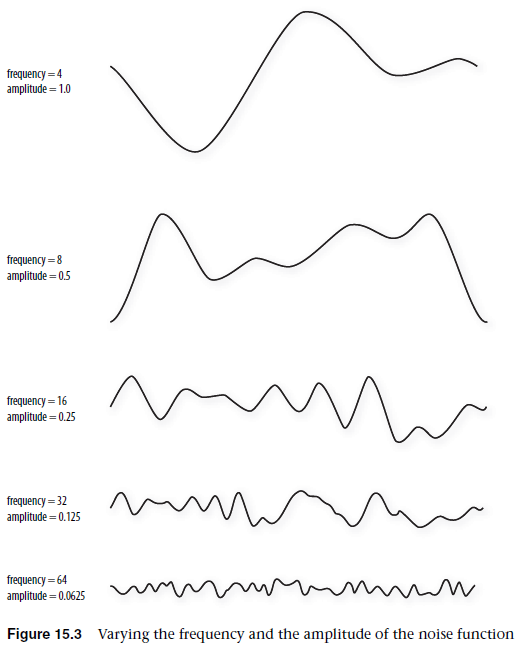 frequency = 4
amplitude = 1.0
frequency = 8
amplitude = 0.5
frequency = 16
amplitude = 0.25
frequency = 32
amplitude = 0.125
frequency = 64
amplitude = 0.0625
Figure 15.3 Varying the frequency and the amplitude of the noise function